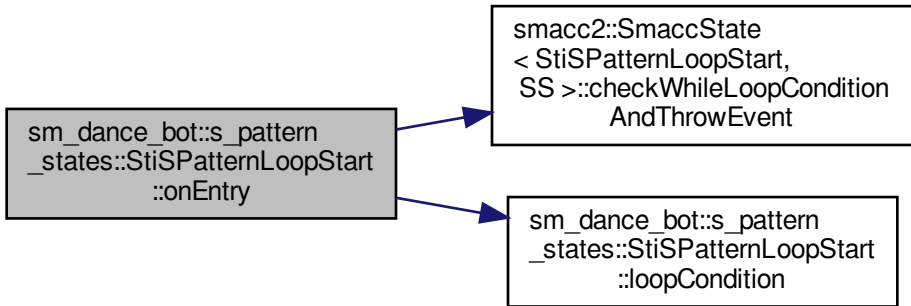 sm_dance_bot::s_pattern
_states::StiSPatternLoopStart
::onEntry
smacc2::SmaccState
< StiSPatternLoopStart,
SS >::checkWhileLoopCondition
AndThrowEvent
sm_dance_bot::s_pattern
_states::StiSPatternLoopStart
::loopCondition